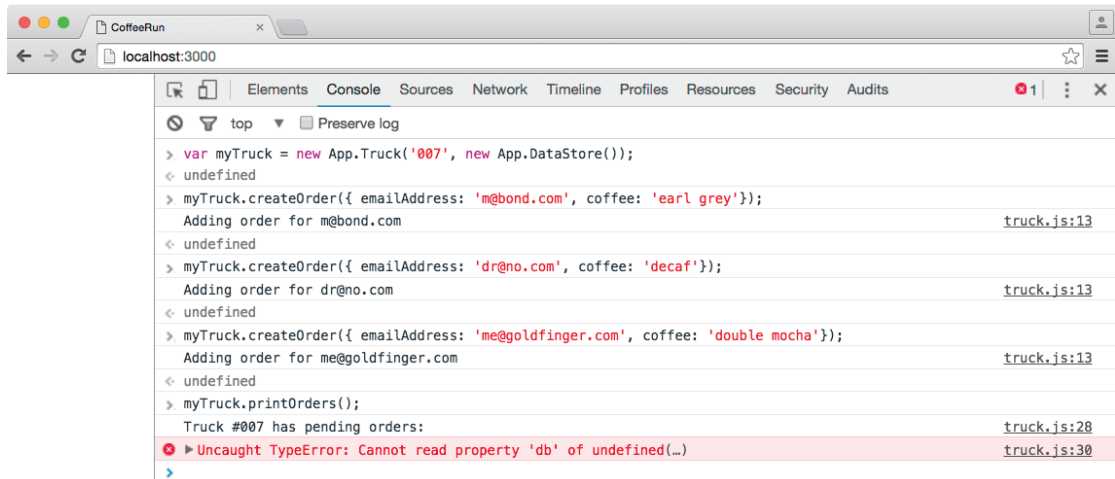 CoffeeRun
localhost:3000
Elements Console Sources Network Timeline Profiles Resources Security Audits 1
top Preserve log
var myTruck = new App.Truck('007', new App.DataStore());
undefined
myTruck.createOrder({ emailAddress: 'm@bond.com', coffee: 'earl grey'});
Adding order for m@bond.com truck.js:13
undefined
myTruck.createOrder({ emailAddress: 'dr@no.com', coffee: 'decaf'});
Adding order for dr@no.com truck.js:13
undefined
myTruck.createOrder({ emailAddress: 'me@goldfinger.com', coffee: 'double mocha'});
Adding order for me@goldfinger.com truck.js:13
undefined
myTruck.printOrders();
Truck #007 has pending orders: truck.js:28
Uncaught TypeError: Cannot read property 'db' of undefined(…) truck.js:30